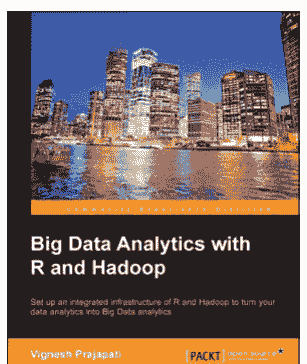 Big Data Analytics with
R and Hadoop
Set up an integrated infrastructure of R and Hadoop to turn your
data analytics into Big Data analytics
Vignesh Prajapati
PACKT